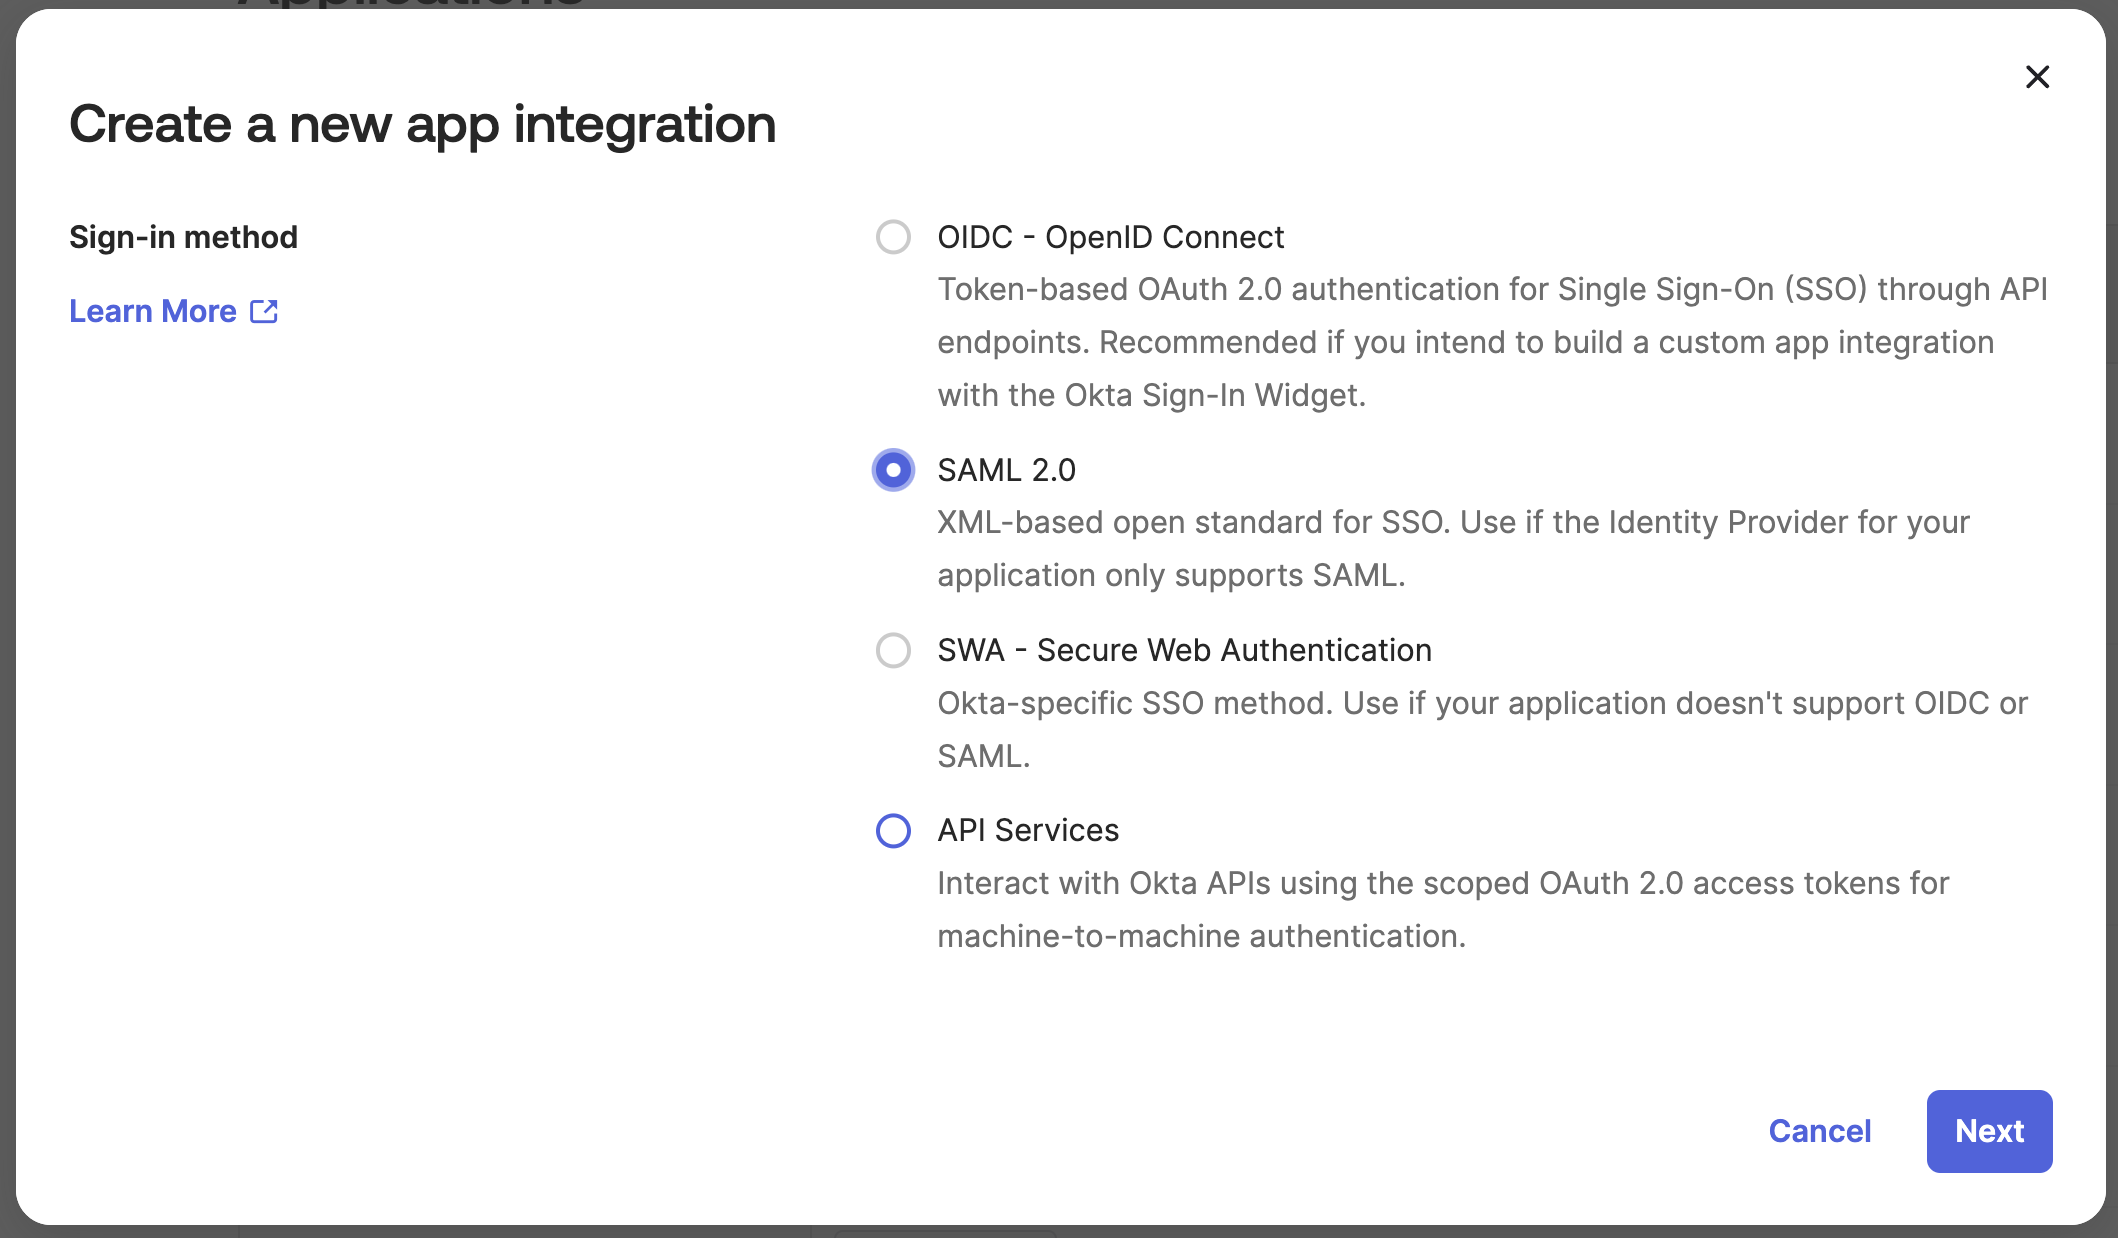 Applications
Create a new app integration
Sign-in method
Learn More
OIDC - OpenID Connect
Token-based OAuth 2.0 authentication for Single Sign-On (SSO) through API
endpoints. Recommended if you intend to build a custom app integration
with the Okta Sign-In Widget.
SAML 2.0
XML-based open standard for SSO. Use if the Identity Provider for your
application only supports SAML.
SWA - Secure Web Authentication
Okta-specific SSO method. Use if your application doesn't support OIDC or
SAML.
API Services
Interact with Okta APIs using the scoped OAuth 2.0 access tokens for
machine-to-machine authentication.
Cancel
Next